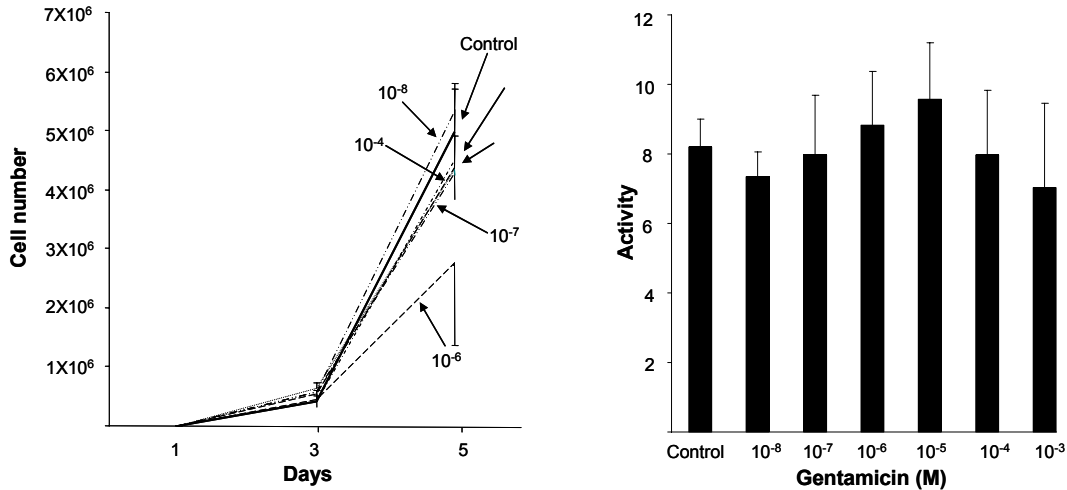 7X10⁶
6X10⁶
5X10⁶
4X10⁶
3X10⁶
2X10⁶
1X10⁶
Cell number
Control
10⁻⁸
10⁻⁴
10⁻⁷
10⁻⁶
1 3 5
Days
12
10
8
6
4
2
Activity
Control 10⁻⁸ 10⁻⁷ 10⁻⁶ 10⁻⁵ 10⁻⁴ 10⁻³
Gentamicin (M)